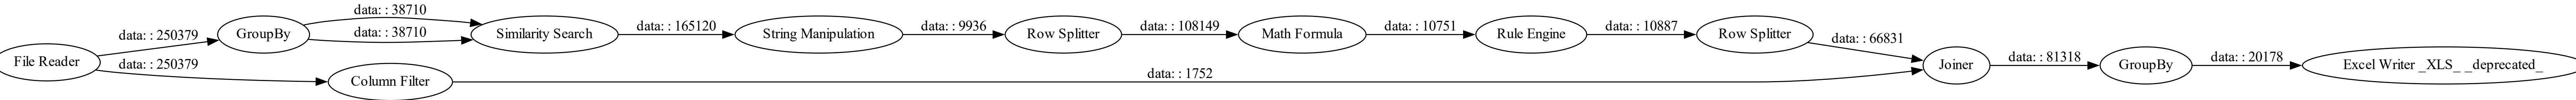 File Reader
data: : 250379
data: : 250379
GroupBy
Column Filter
data: : 38710
data: : 38710
Similarity Search
data: : 165120
String Manipulation
data: : 9936
Row Splitter
data: : 108149
Math Formula
data: : 10751
Rule Engine
data: : 10887
Row Splitter
data: : 66831
data: : 1752
Joiner
data: : 81318
GroupBy
data: : 20178
Excel Writer _XLS_ _deprecated_